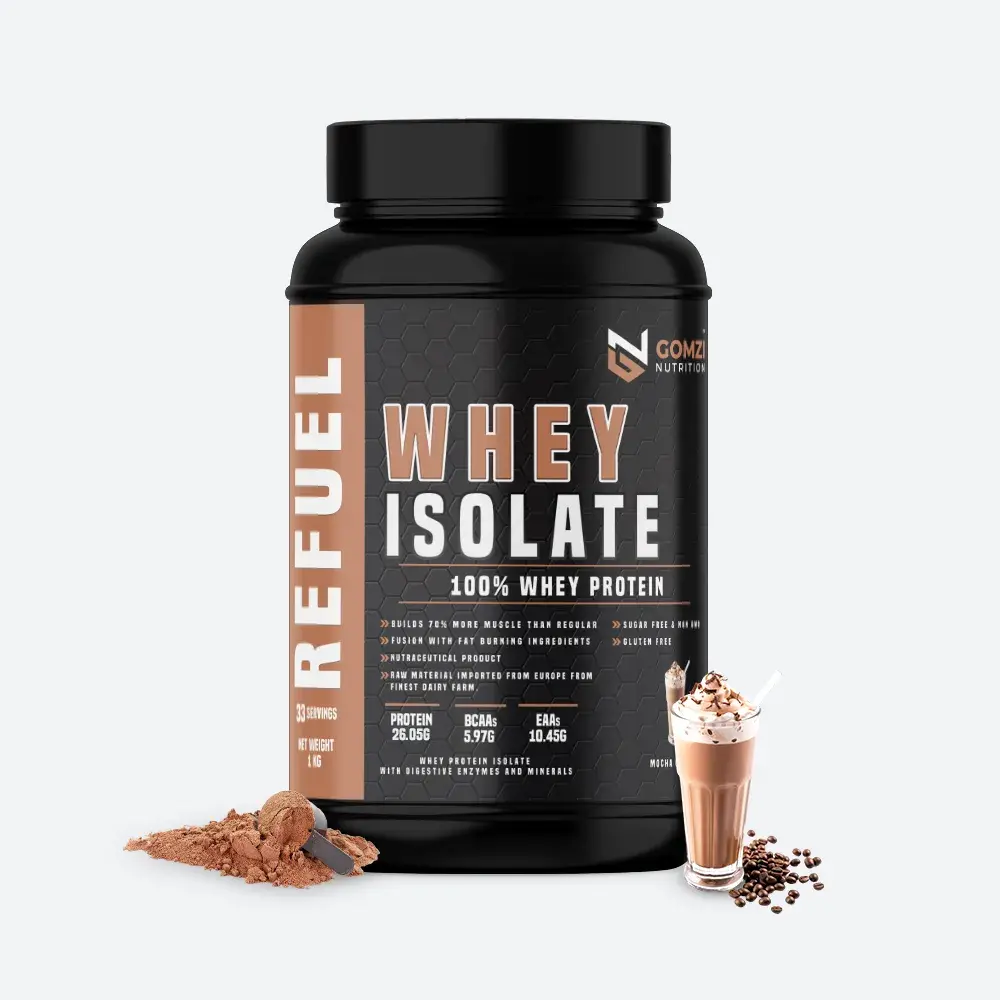 GOMZI
NUTRITION
REFUEL
33 SERVINGS
NET WEIGHT
1 KG
WHEY
ISOLATE
100% WHEY PROTEIN
BUILDS 70% MORE MUSCLE THAN REGULAR
FUSION WITH FAT BURNING INGREDIENTS
NUTRACEUTICAL PRODUCT
RAW MATERIAL IMPORTED FROM EUROPE FROM
FINEST DAIRY FARM.
SUGAR FREE & NON
GLUTEN FREE
PROTEIN
26.05G
BCAAs
5.97G
EAAs
10.45G
WHEY PROTEIN ISOLATE
WITH DIGESTIVE ENZYMES AND MINERALS
MOCHA